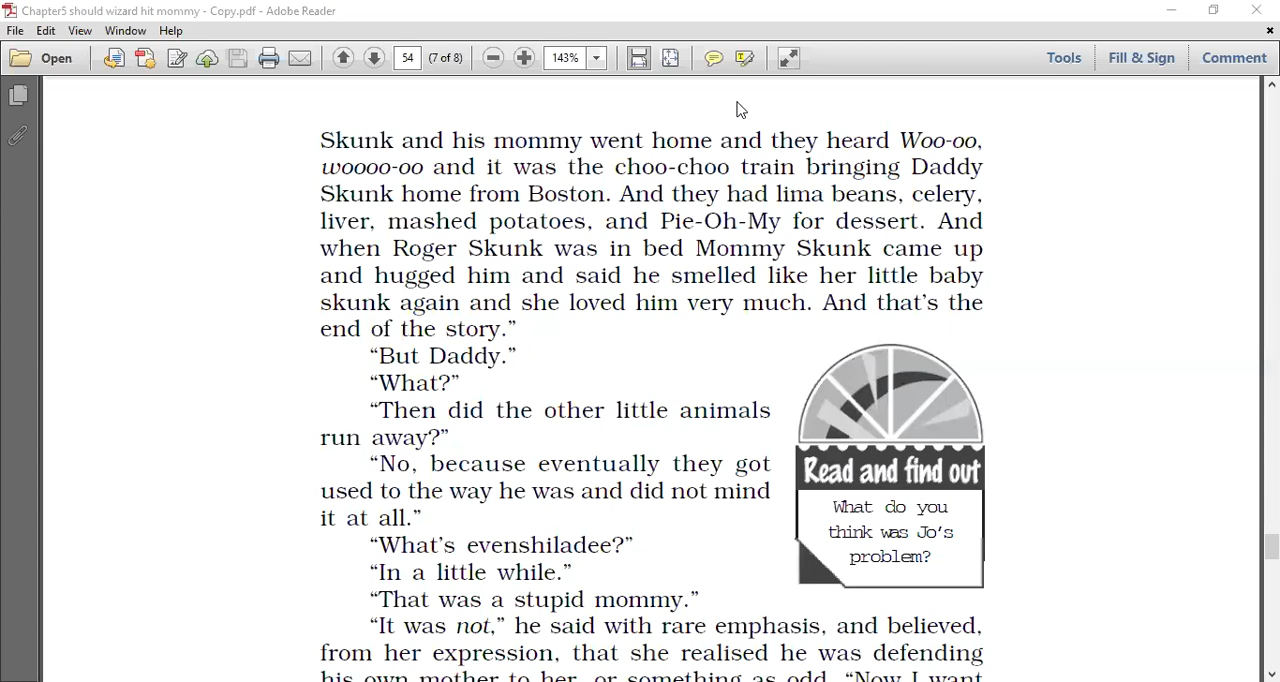 Chapter5 should wizard hit mommy - Copy.pdf - Adobe Reader
File Edit View Window Help
Open 54 (7 of 8) 143% Tools Fill & Sign Comment
Skunk and his mommy went home and they heard Woo-oo,
woooo-oo and it was the choo-choo train bringing Daddy
Skunk home from Boston. And they had lima beans, celery,
liver, mashed potatoes, and Pie-Oh-My for dessert. And
when Roger Skunk was in bed Mommy Skunk came up
and hugged him and said he smelled like her little baby
skunk again and she loved him very much. And that’s the
end of the story.”
“But Daddy.”
“What?”
“Then did the other little animals
run away?”
“No, because eventually they got
used to the way he was and did not mind
it at all.”
“What’s evenshiladee?”
“In a little while.”
“That was a stupid mommy.”
“It was not,” he said with rare emphasis, and believed,
from her expression, that she realised he was defending
his own mother to her, or something as odd. “Now I want
Read and find out
What do you
think was Jo’s
problem?